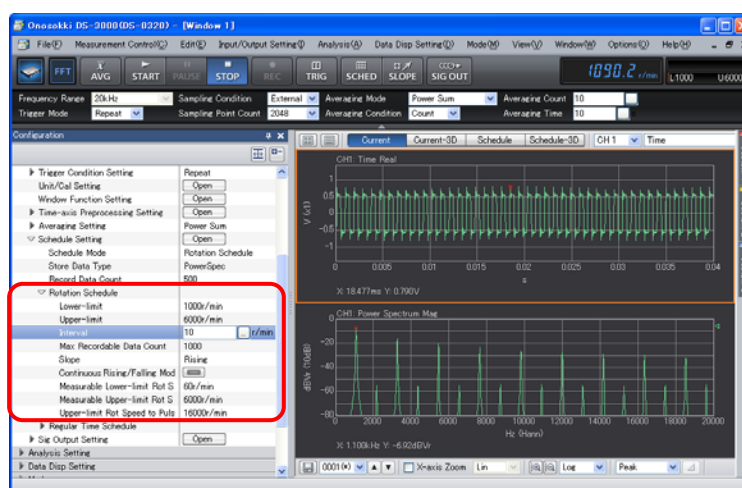 Onosokki DS-3000(DS-0320) - [Window 1]
File(F) Measurement Control(C) Edit(E) Input/Output Setting(I) Analysis(A) Data Disp Setting(D) Mode(M) View(V) Window(W) Options(O) Help(H)
FFT AVG START PAUSE STOP REC TRIG SCHED SLOPE SIG OUT 1090.2 r/min L1000 U6000
Frequency Range 20kHz Sampling Condition External Averaging Mode Power Sum Averaging Count 10
Trigger Mode Repeat Sampling Point Count 2048 Averaging Condition Count Averaging Time 10
Configuration
Current Current-3D Schedule Schedule-3D CH1 Time
Trigger Condition Setting Repeat
Unit/Cal Setting Open
Window Function Setting Open
Time-axis Preprocessing Setting Open
Averaging Setting Power Sum
Schedule Setting Open
Schedule Mode Rotation Schedule
Store Data Type PowerSpec
Record Data Count 500
Rotation Schedule
Lower-limit 1000r/min
Upper-limit 6000r/min
Interval 10 r/min
Max Recordable Data Count 1000
Slope Rising
Continuous Rising/Falling Mod
Measurable Lower-limit Rot S 60r/min
Measurable Upper-limit Rot S 6000r/min
Upper-limit Rot Speed to Puls 16000r/min
Regular Time Schedule
Sig Output Setting Open
Analysis Setting
Data Disp Setting
CH1: Time Real
1
0.5
0
-0.5
-1
V (x1)
0 0.005 0.01 0.015 0.02 0.025 0.03 0.035 0.04
s
X: 18.477ms Y: 0.790V
CH1: Power Spectrum Mag
0
-20
-40
-60
-80
dBVr (BPDU)
0 2000 4000 6000 8000 10000 12000 14000 16000 18000 20000
Hz (Hann)
X: 1.100kHz Y: -6.92dBVr
0001(*) X-axis Zoom Lin Log Peak